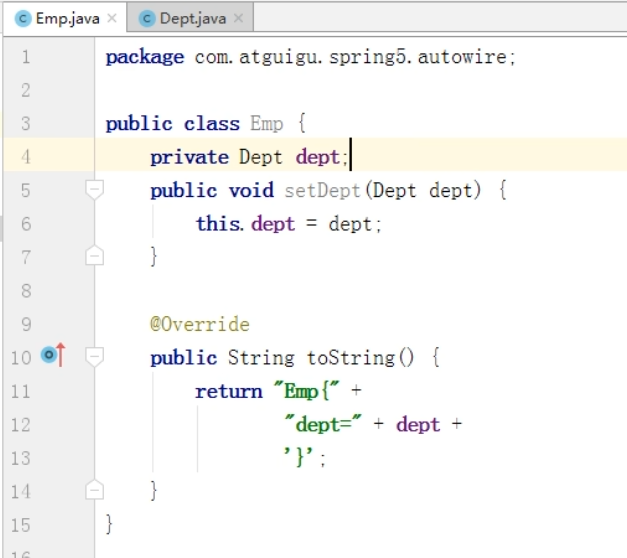 Emp.java Dept.java
1 package com.atguigu.spring5.autowire;
2
3 public class Emp {
4 private Dept dept;
5 public void setDept(Dept dept) {
6 this.dept = dept;
7 }
8
9 @Override
10 public String toString() {
11 return "Emp{" +
12 "dept=" + dept +
13 '}';
14 }
15 }
16